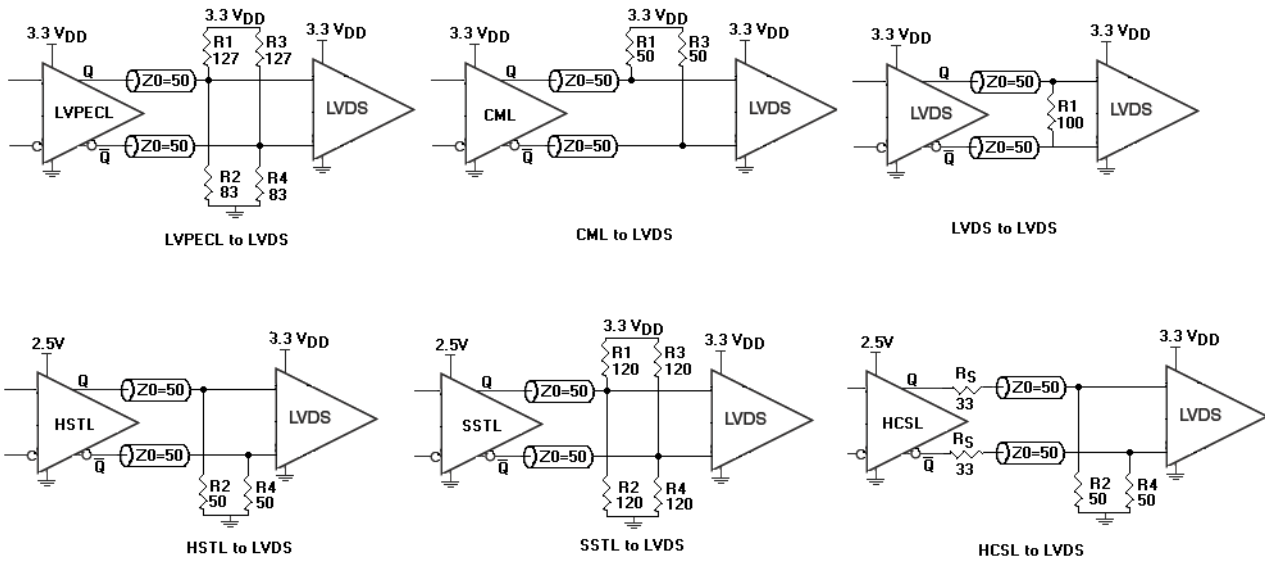 3.3 VDD
3.3 VDD
R1
127
R3
127
3.3 VDD
Q
Z0=50
LVPECL
LVDS
Z0=50
Q̅
R2
83
R4
83
LVPECL to LVDS
3.3 VDD
3.3 VDD
R1
50
R3
50
3.3 VDD
Q
Z0=50
CML
LVDS
Z0=50
Q̅
CML to LVDS
3.3 VDD
3.3 VDD
Q
Z0=50
LVDS
R1
100
LVDS
Z0=50
Q̅
LVDS to LVDS
2.5V
3.3 VDD
Q
Z0=50
HSTL
LVDS
Z0=50
Q̅
R2
50
R4
50
HSTL to LVDS
2.5V
3.3 VDD
R1
120
R3
120
3.3 VDD
Q
Z0=50
SSTL
LVDS
Z0=50
Q̅
R2
120
R4
120
SSTL to LVDS
2.5V
3.3 VDD
Q
RS
33
Z0=50
HCSL
LVDS
RS
33
Z0=50
Q̅
R2
50
R4
50
HCSL to LVDS